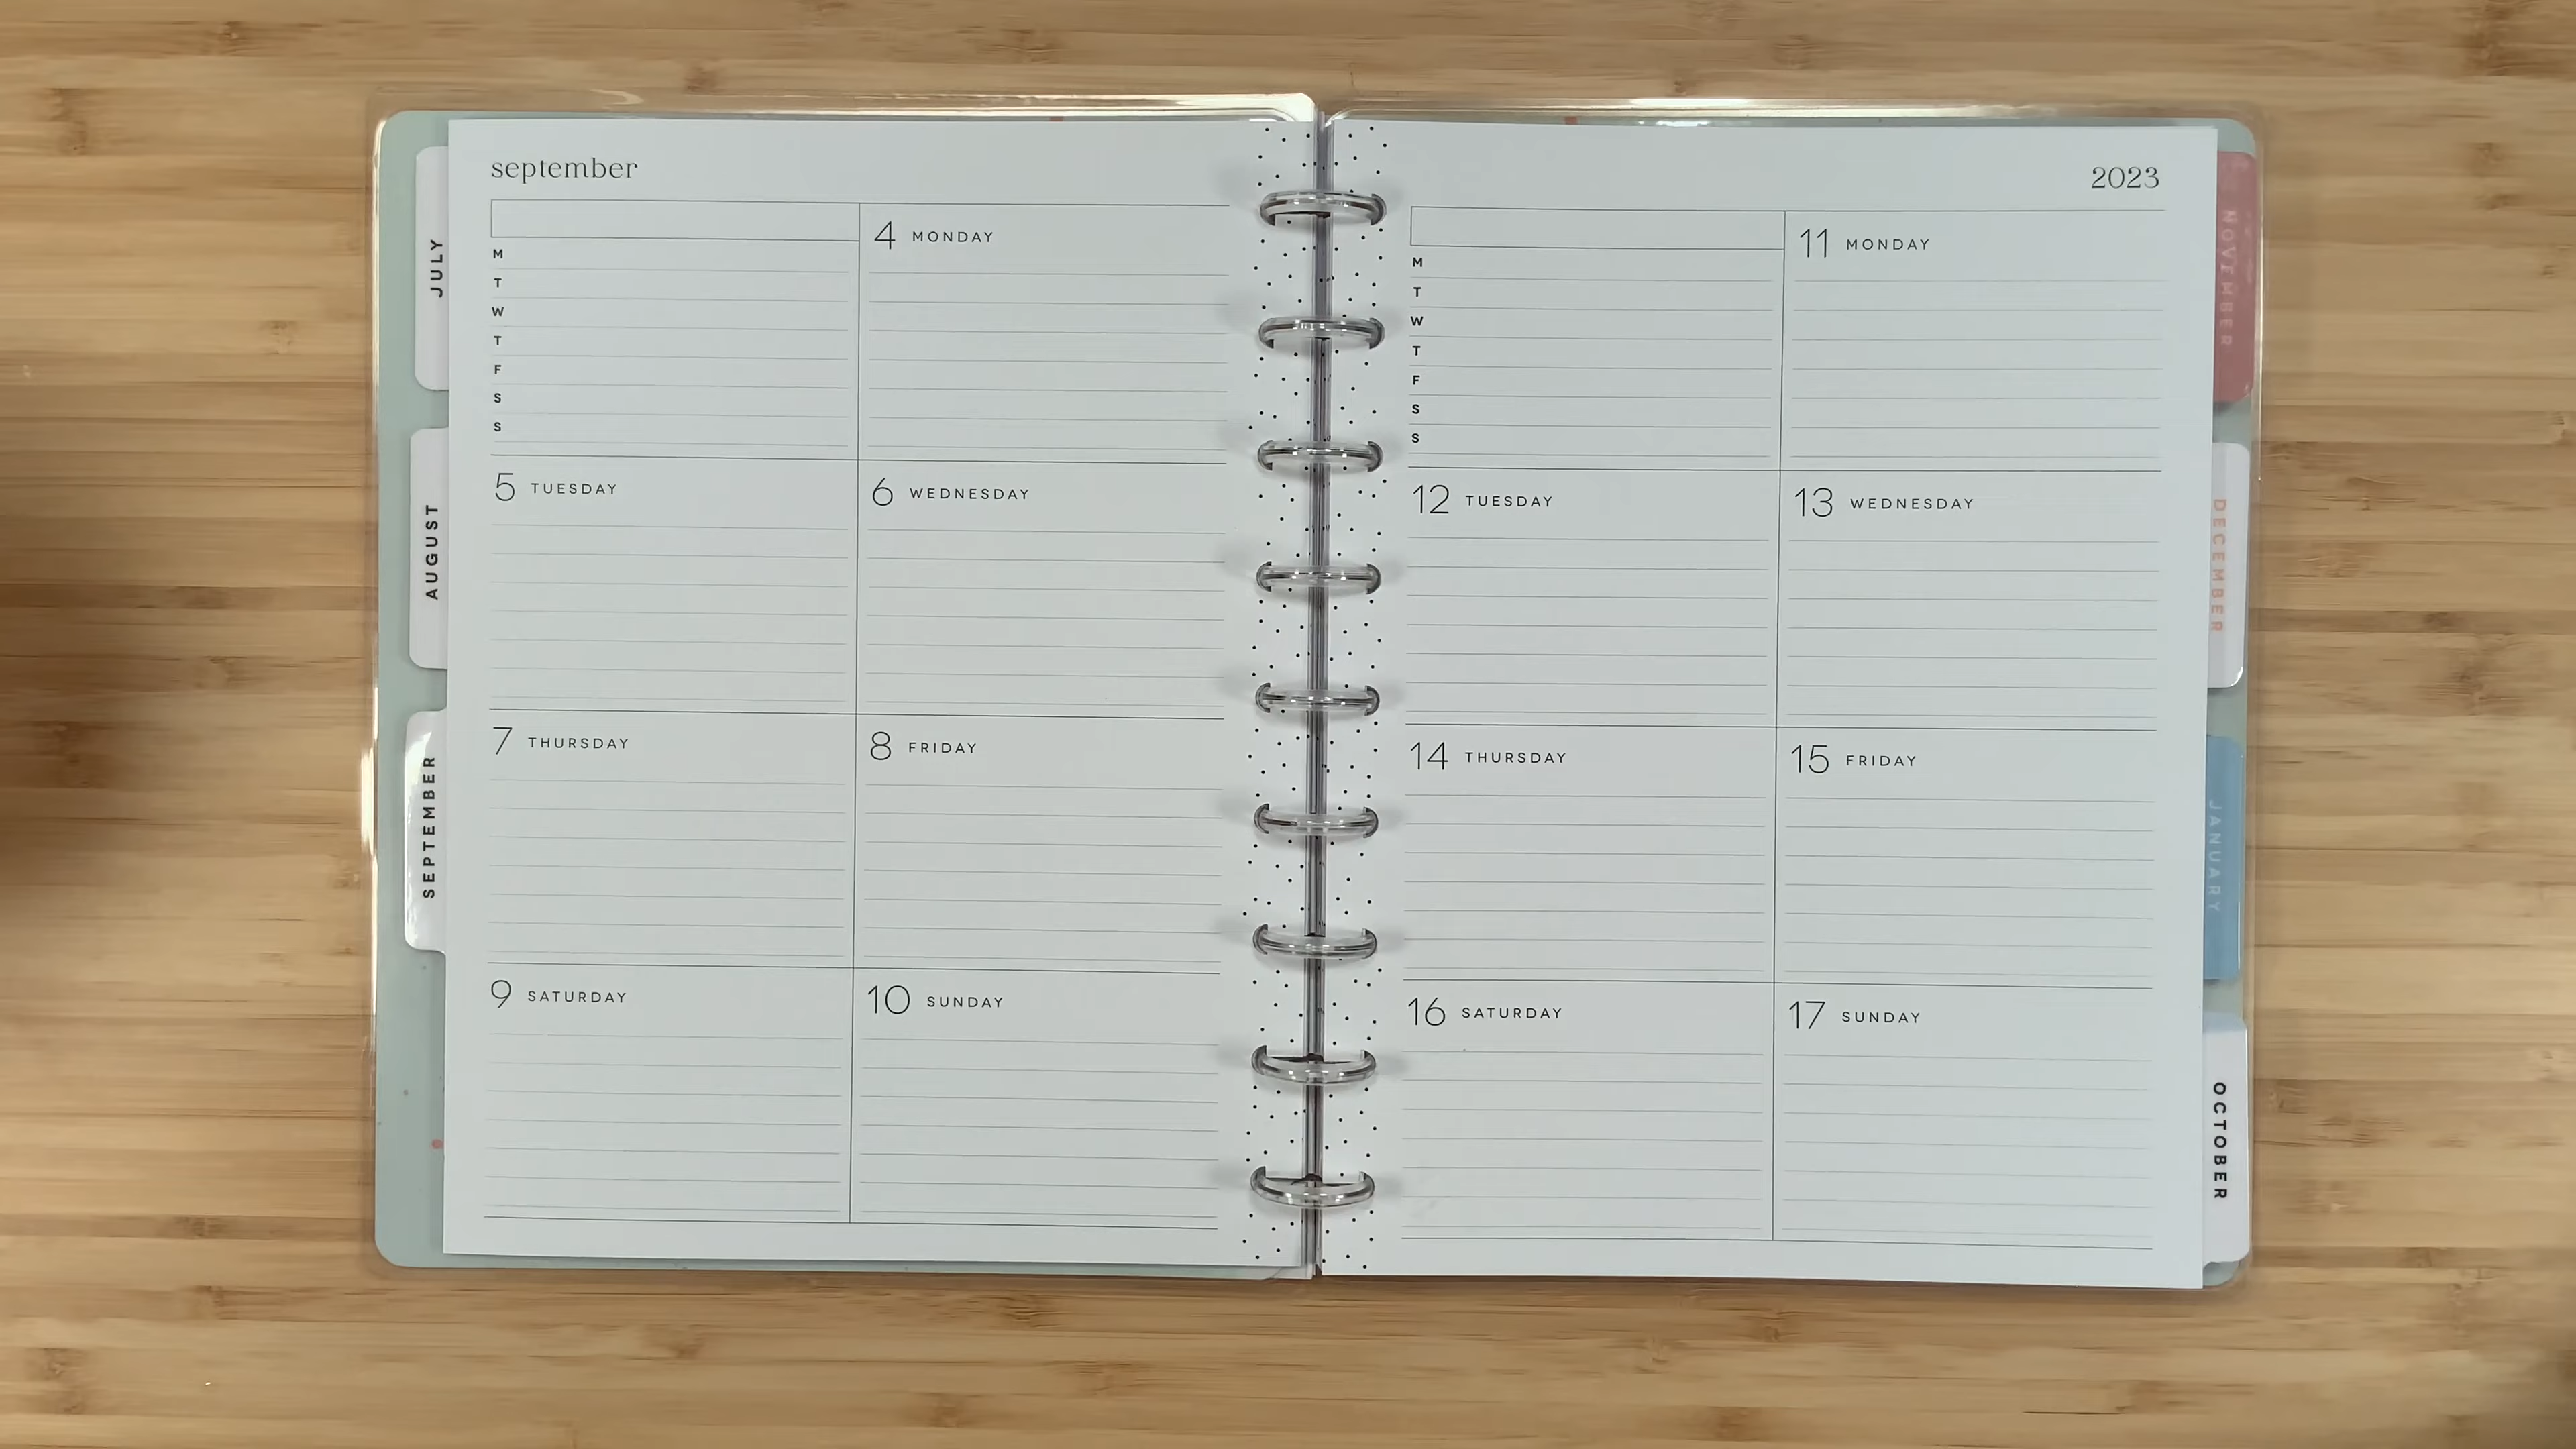 september
4 MONDAY
M
T
W
T
F
S
S
5 TUESDAY
6 WEDNESDAY
7 THURSDAY
8 FRIDAY
9 SATURDAY
10 SUNDAY
2023
11 MONDAY
M
T
W
T
F
S
S
12 TUESDAY
13 WEDNESDAY
14 THURSDAY
15 FRIDAY
16 SATURDAY
17 SUNDAY
JULY
AUGUST
SEPTEMBER
NOVEMBER
DECEMBER
JANUARY
OCTOBER